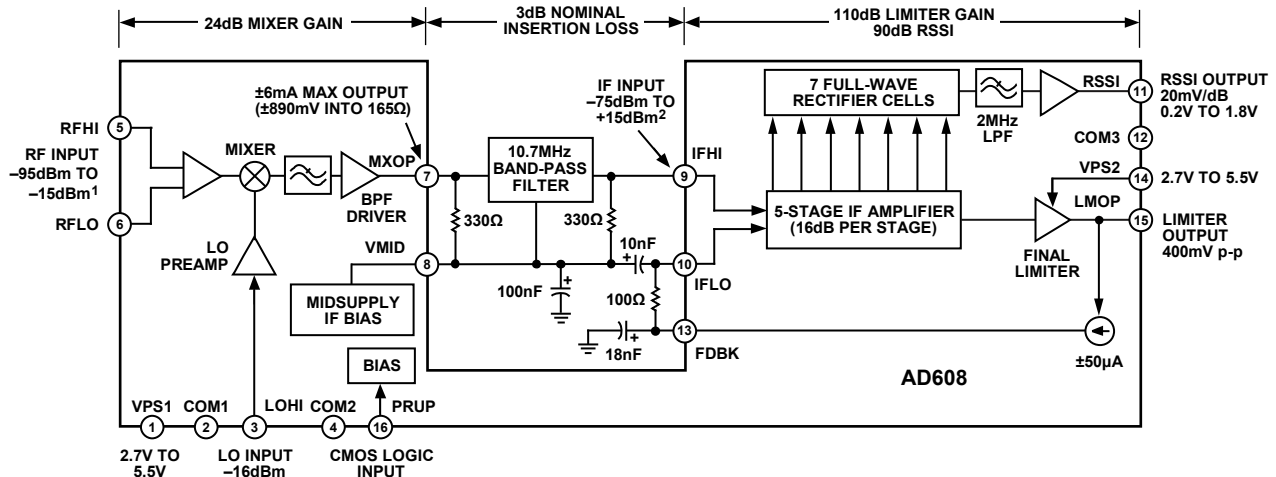 24dB MIXER GAIN
3dB NOMINAL
INSERTION LOSS
110dB LIMITER GAIN
90dB RSSI
±6mA MAX OUTPUT
(±890mV INTO 165Ω)
IF INPUT
–75dBm TO
+15dBm²
7 FULL-WAVE
RECTIFIER CELLS
2MHz
LPF
RSSI
11
RSSI OUTPUT
20mV/dB
0.2V TO 1.8V
COM3
12
RFHI
5
RF INPUT
–95dBm TO
–15dBm¹
RFLO
6
MIXER
MXOP
7
BPF
DRIVER
10.7MHz
BAND-PASS
FILTER
IFHI
9
VPS2
14
2.7V TO 5.5V
330Ω
330Ω
5-STAGE IF AMPLIFIER
(16dB PER STAGE)
LMOP
15
LIMITER
OUTPUT
400mV p-p
FINAL
LIMITER
LO
PREAMP
VMID
8
10nF
+
10
IFLO
MIDSUPPLY
IF BIAS
100nF
+
100Ω
18nF
+
13
FDBK
±50µA
BIAS
AD608
VPS1
COM1
LOHI
COM2
PRUP
1
2
3
4
16
2.7V TO
5.5V
LO INPUT
–16dBm
CMOS LOGIC
INPUT